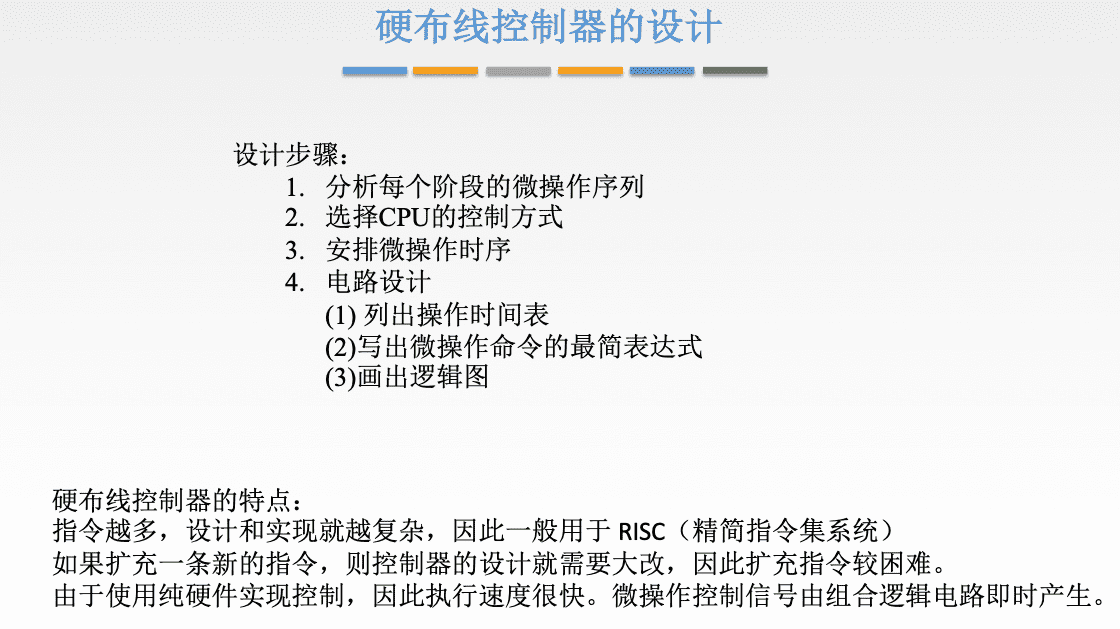 硬布线控制器的设计
设计步骤：
1. 分析每个阶段的微操作序列
2. 选择CPU的控制方式
3. 安排微操作时序
4. 电路设计
(1) 列出操作时间表
(2)写出微操作命令的最简表达式
(3)画出逻辑图
硬布线控制器的特点：
指令越多，设计和实现就越复杂，因此一般用于 RISC（精简指令集系统）
如果扩充一条新的指令，则控制器的设计就需要大改，因此扩充指令较困难。
由于使用纯硬件实现控制，因此执行速度很快。微操作控制信号由组合逻辑电路即时产生。